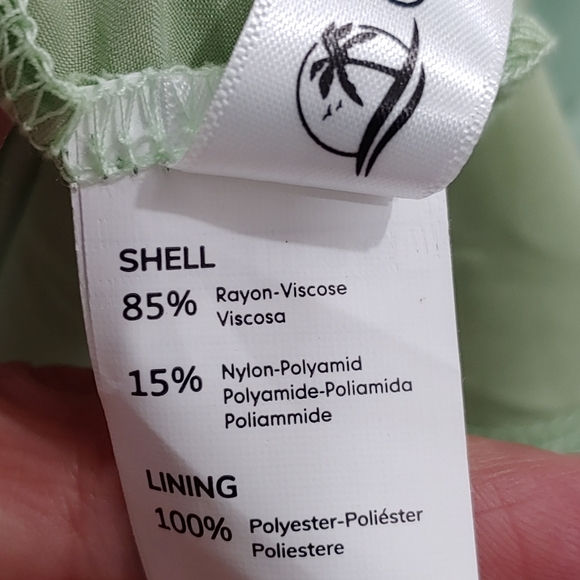 SHELL
85% Rayon-Viscose
Viscosa
15% Nylon-Polyamid
Polyamide-Poliamida
Poliammide
LINING
100% Polyester-Poliéster
Poliestere